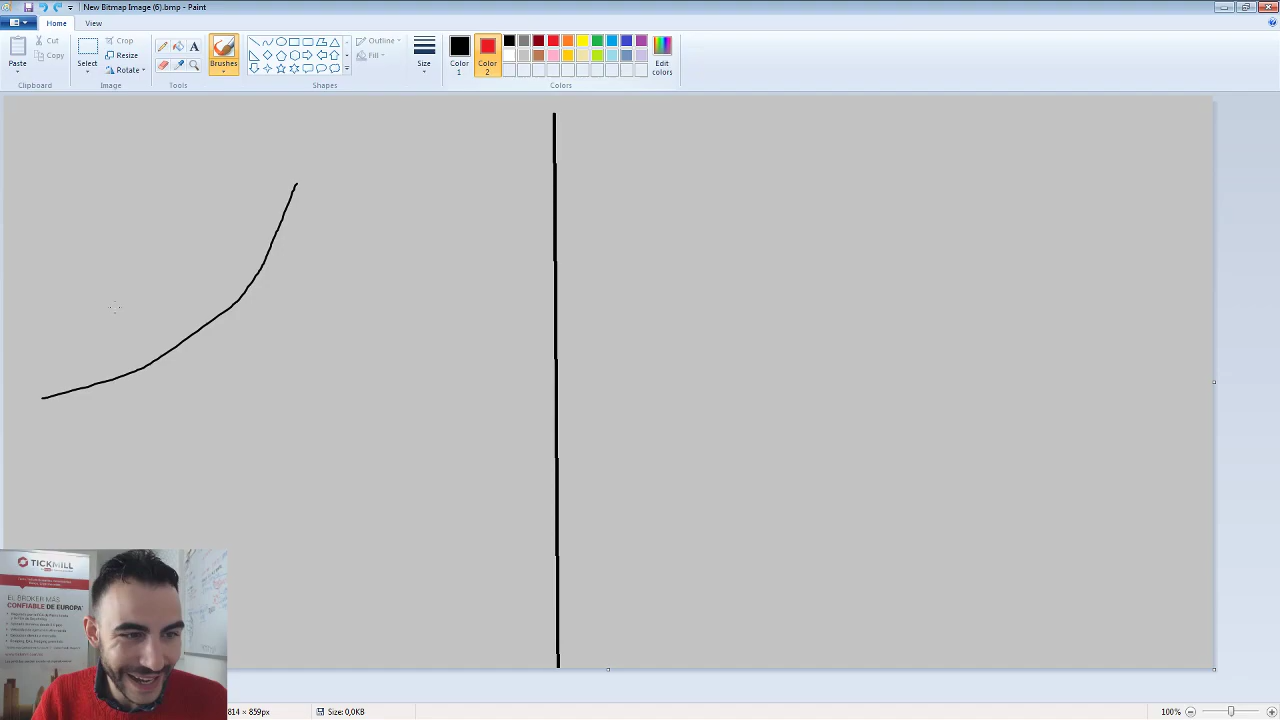 New Bitmap Image (6).bmp - Paint
Home
View
Paste
Cut
Copy
Clipboard
Select
Crop
Resize
Rotate
Image
Tools
Brushes
Shapes
Outline
Fill
Size
Color
1
Color
2
Edit
colors
Colors
TICKMILL
EL BROKER MÁS
CONFIABLE DE EUROPA
814 × 859px
Size: 0,0KB
100%